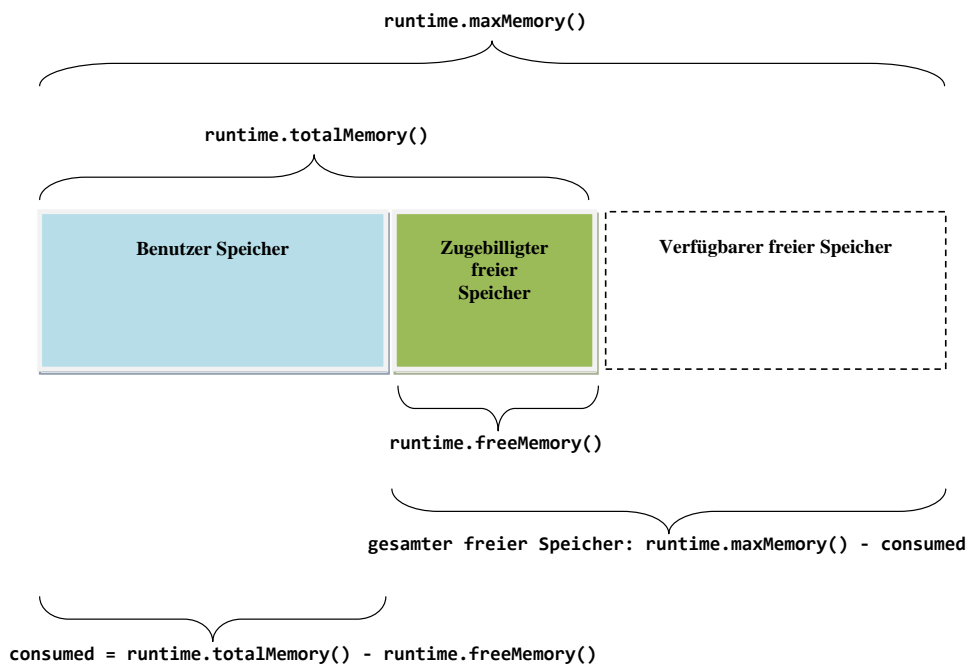 runtime.maxMemory()
runtime.totalMemory()
Benutzer Speicher
Zugebilligter
freier
Speicher
Verfügbarer freier Speicher
runtime.freeMemory()
gesamter freier Speicher: runtime.maxMemory() - consumed
consumed = runtime.totalMemory() - runtime.freeMemory()